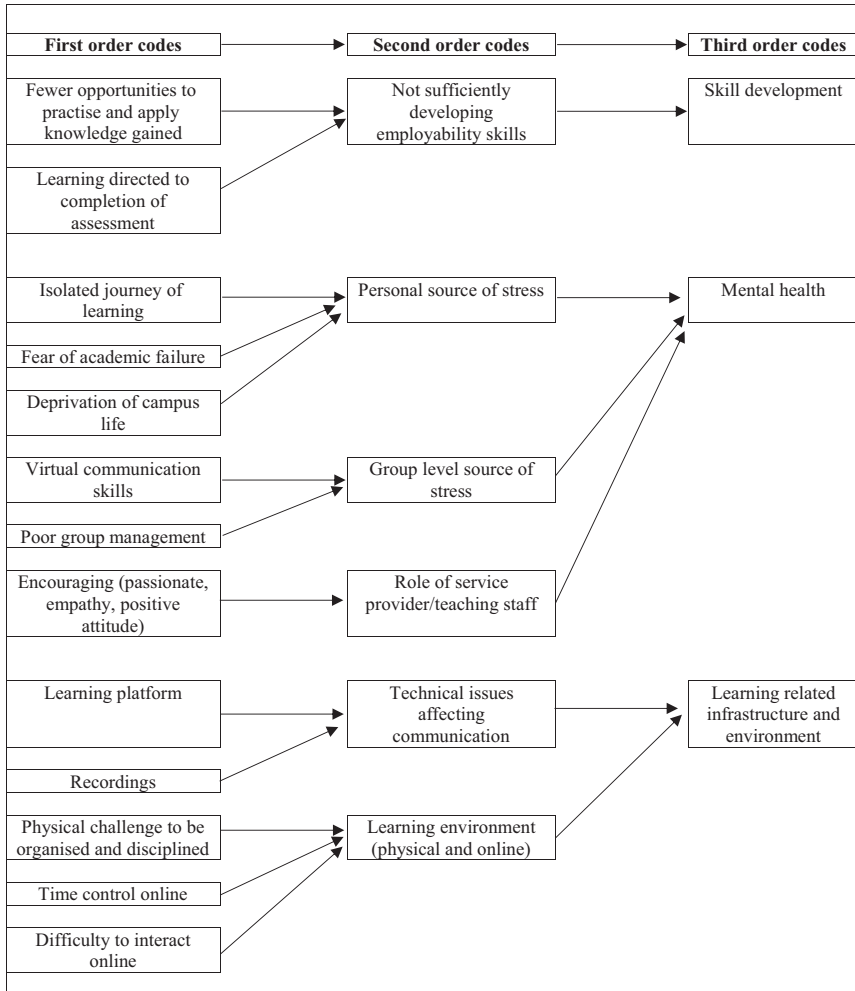 First order codes
Second order codes
Third order codes
Fewer opportunities to
practise and apply
knowledge gained
Not sufficiently
developing
employability skills
Skill development
Learning directed to
completion of
assessment
Isolated journey of
learning
Personal source of stress
Mental health
Fear of academic failure
Deprivation of campus
life
Virtual communication
skills
Group level source of
stress
Poor group management
Encouraging (passionate,
empathy, positive
attitude)
Role of service
provider/teaching staff
Learning platform
Technical issues
affecting
communication
Learning related
infrastructure and
environment
Recordings
Physical challenge to be
organised and disciplined
Learning environment
(physical and online)
Time control online
Difficulty to interact
online